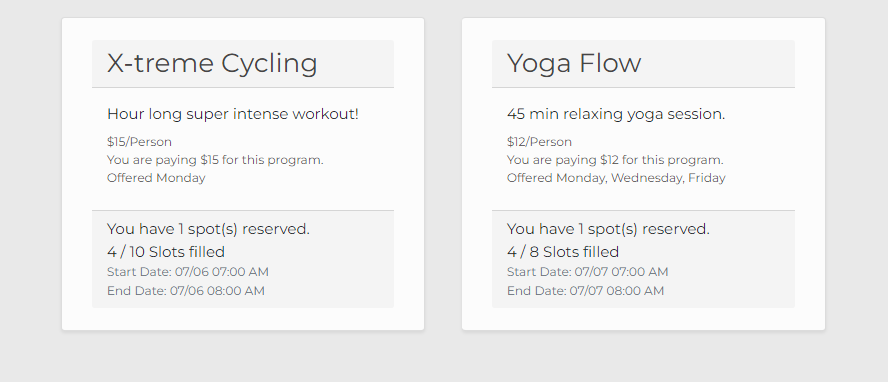 X-treme Cycling
Hour long super intense workout!
$15/Person
You are paying $15 for this program.
Offered Monday
You have 1 spot(s) reserved.
4 / 10 Slots filled
Start Date: 07/06 07:00 AM
End Date: 07/06 08:00 AM
Yoga Flow
45 min relaxing yoga session.
$12/Person
You are paying $12 for this program.
Offered Monday, Wednesday, Friday
You have 1 spot(s) reserved.
4 / 8 Slots filled
Start Date: 07/07 07:00 AM
End Date: 07/07 08:00 AM